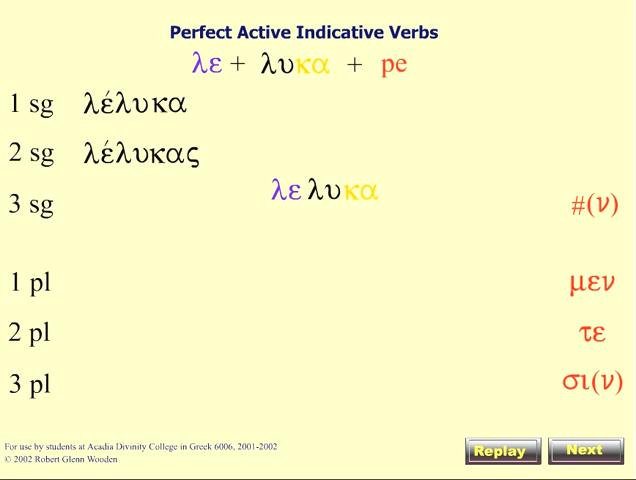 Perfect Active Indicative Verbs
λε + λυκα + pe
1 sg λέλυκα
2 sg λέλυκας
λε λυκα
3 sg #(ν)
1 pl μεν
2 pl τε
3 pl σι(ν)
For use by students at Acadia Divinity College in Greek 6006, 2001-2002
© 2002 Robert Glenn Wooden
Replay Next